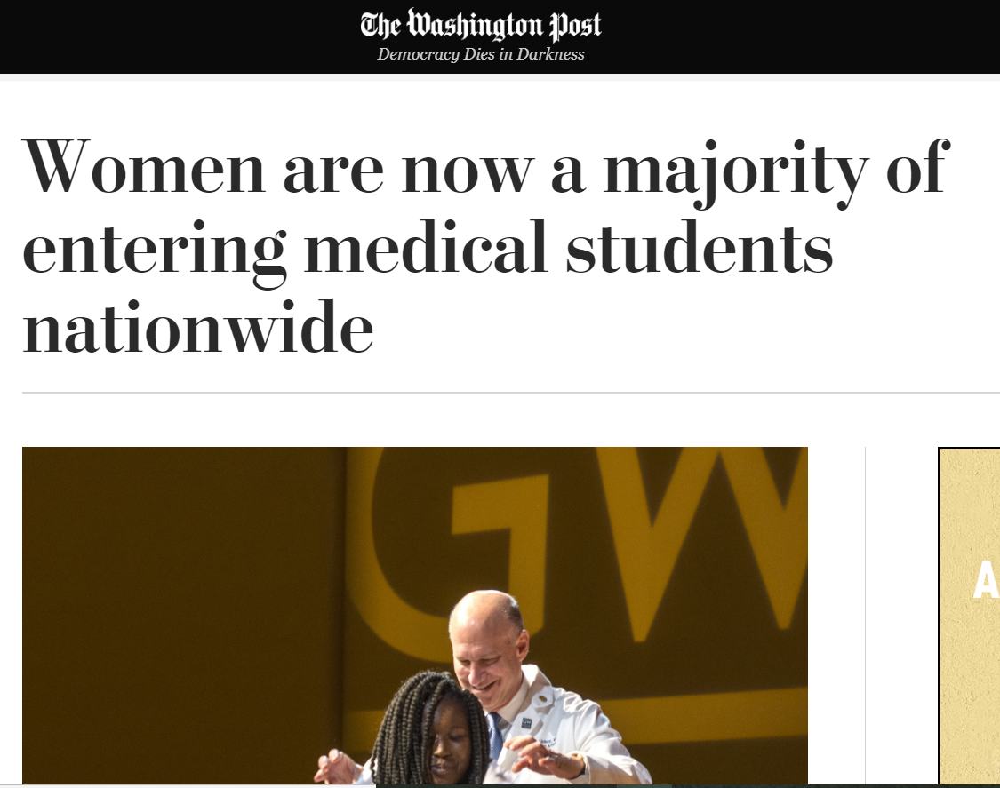 The Washington Post
Democracy Dies in Darkness
Women are now a majority of
entering medical students
nationwide
GW
A